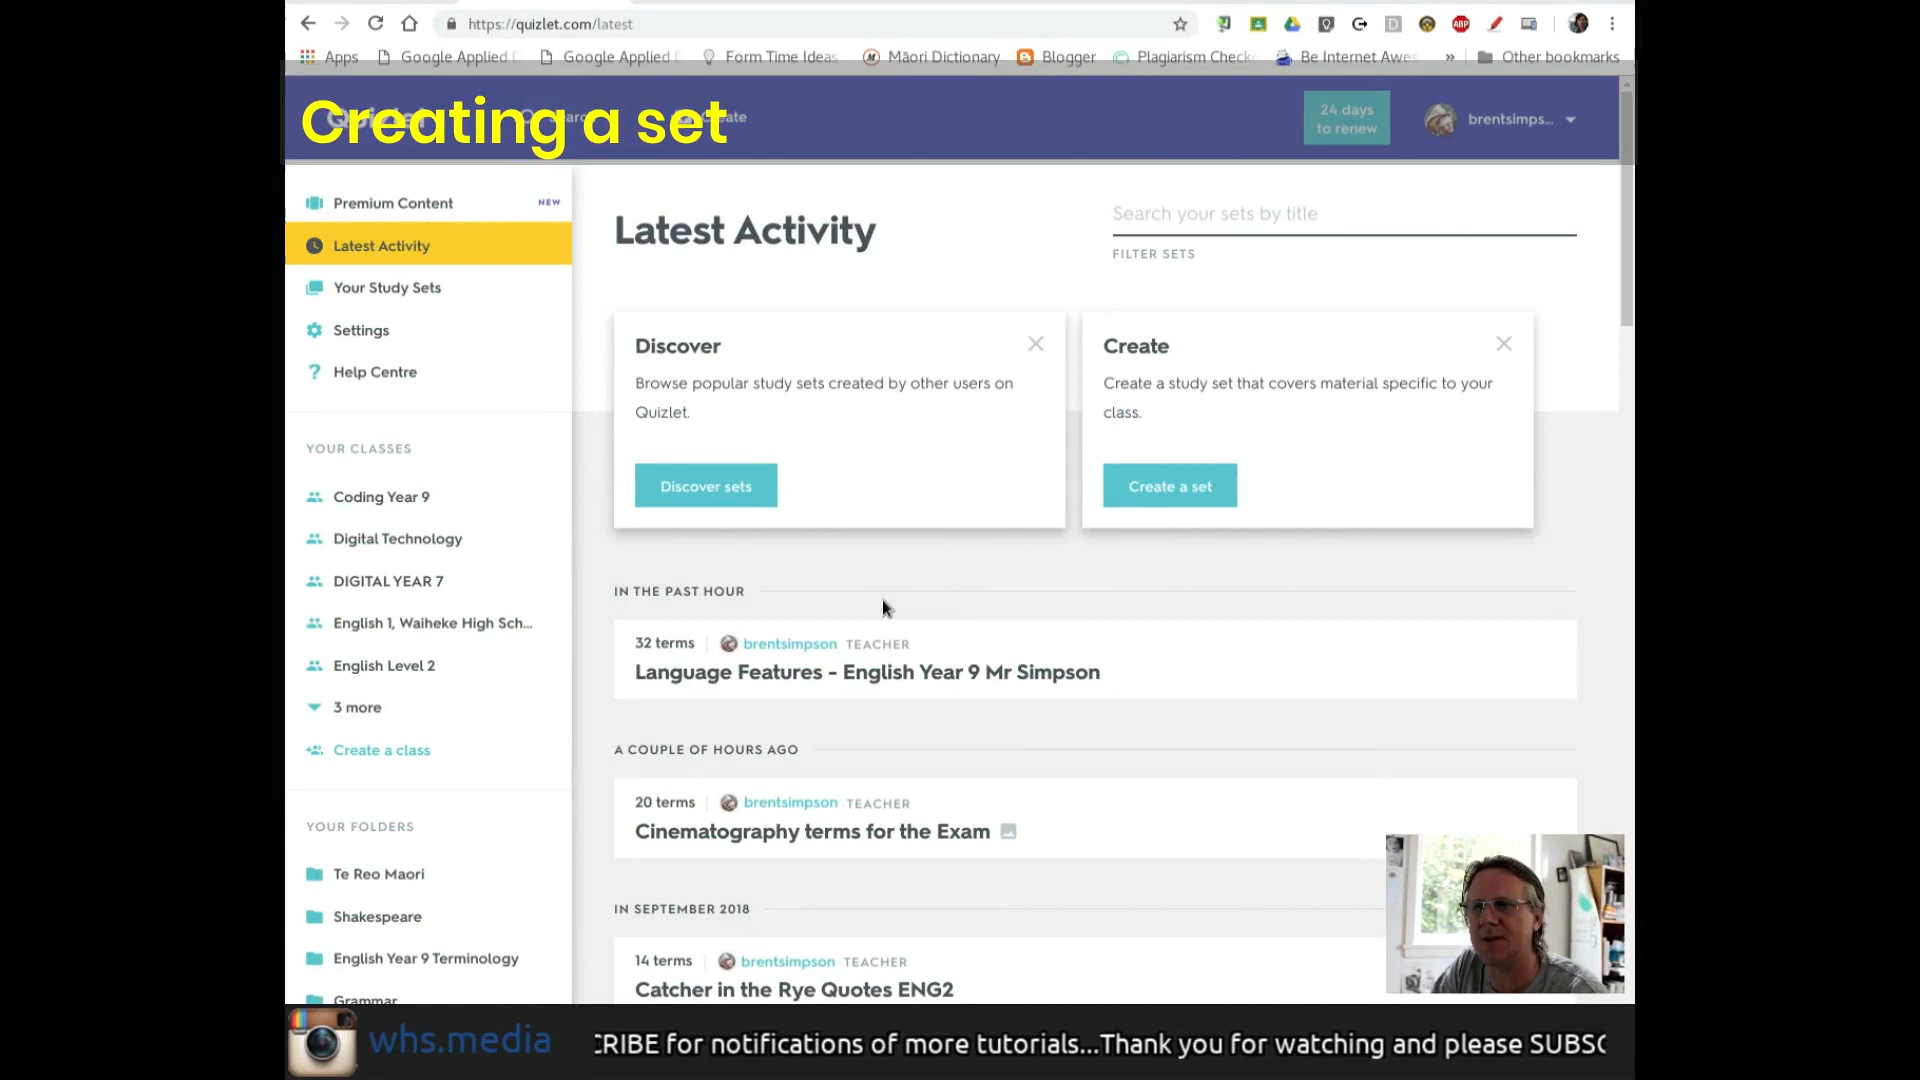 https://quizlet.com/latest
ABP
Apps
Google Applied
Google Applied
Form Time Ideas
Māori Dictionary
Blogger
Plagiarism Check
Be Internet Awes
»
Other bookmarks
Creating a set
Create
24 days
to renew
brentsimps...
Premium Content
NEW
Latest Activity
Your Study Sets
Settings
Help Centre
YOUR CLASSES
Coding Year 9
Digital Technology
DIGITAL YEAR 7
English 1, Waiheke High Sch...
English Level 2
3 more
Create a class
YOUR FOLDERS
Te Reo Maori
Shakespeare
English Year 9 Terminology
Grammar
Latest Activity
Search your sets by title
FILTER SETS
Discover
Browse popular study sets created by other users on
Quizlet.
Discover sets
Create
Create a study set that covers material specific to your
class.
Create a set
IN THE PAST HOUR
32 terms
brentsimpson TEACHER
Language Features - English Year 9 Mr Simpson
A COUPLE OF HOURS AGO
20 terms
brentsimpson TEACHER
Cinematography terms for the Exam
IN SEPTEMBER 2018
14 terms
brentsimpson TEACHER
Catcher in the Rye Quotes ENG2
whs.media
CRIBE for notifications of more tutorials...Thank you for watching and please SUBSC